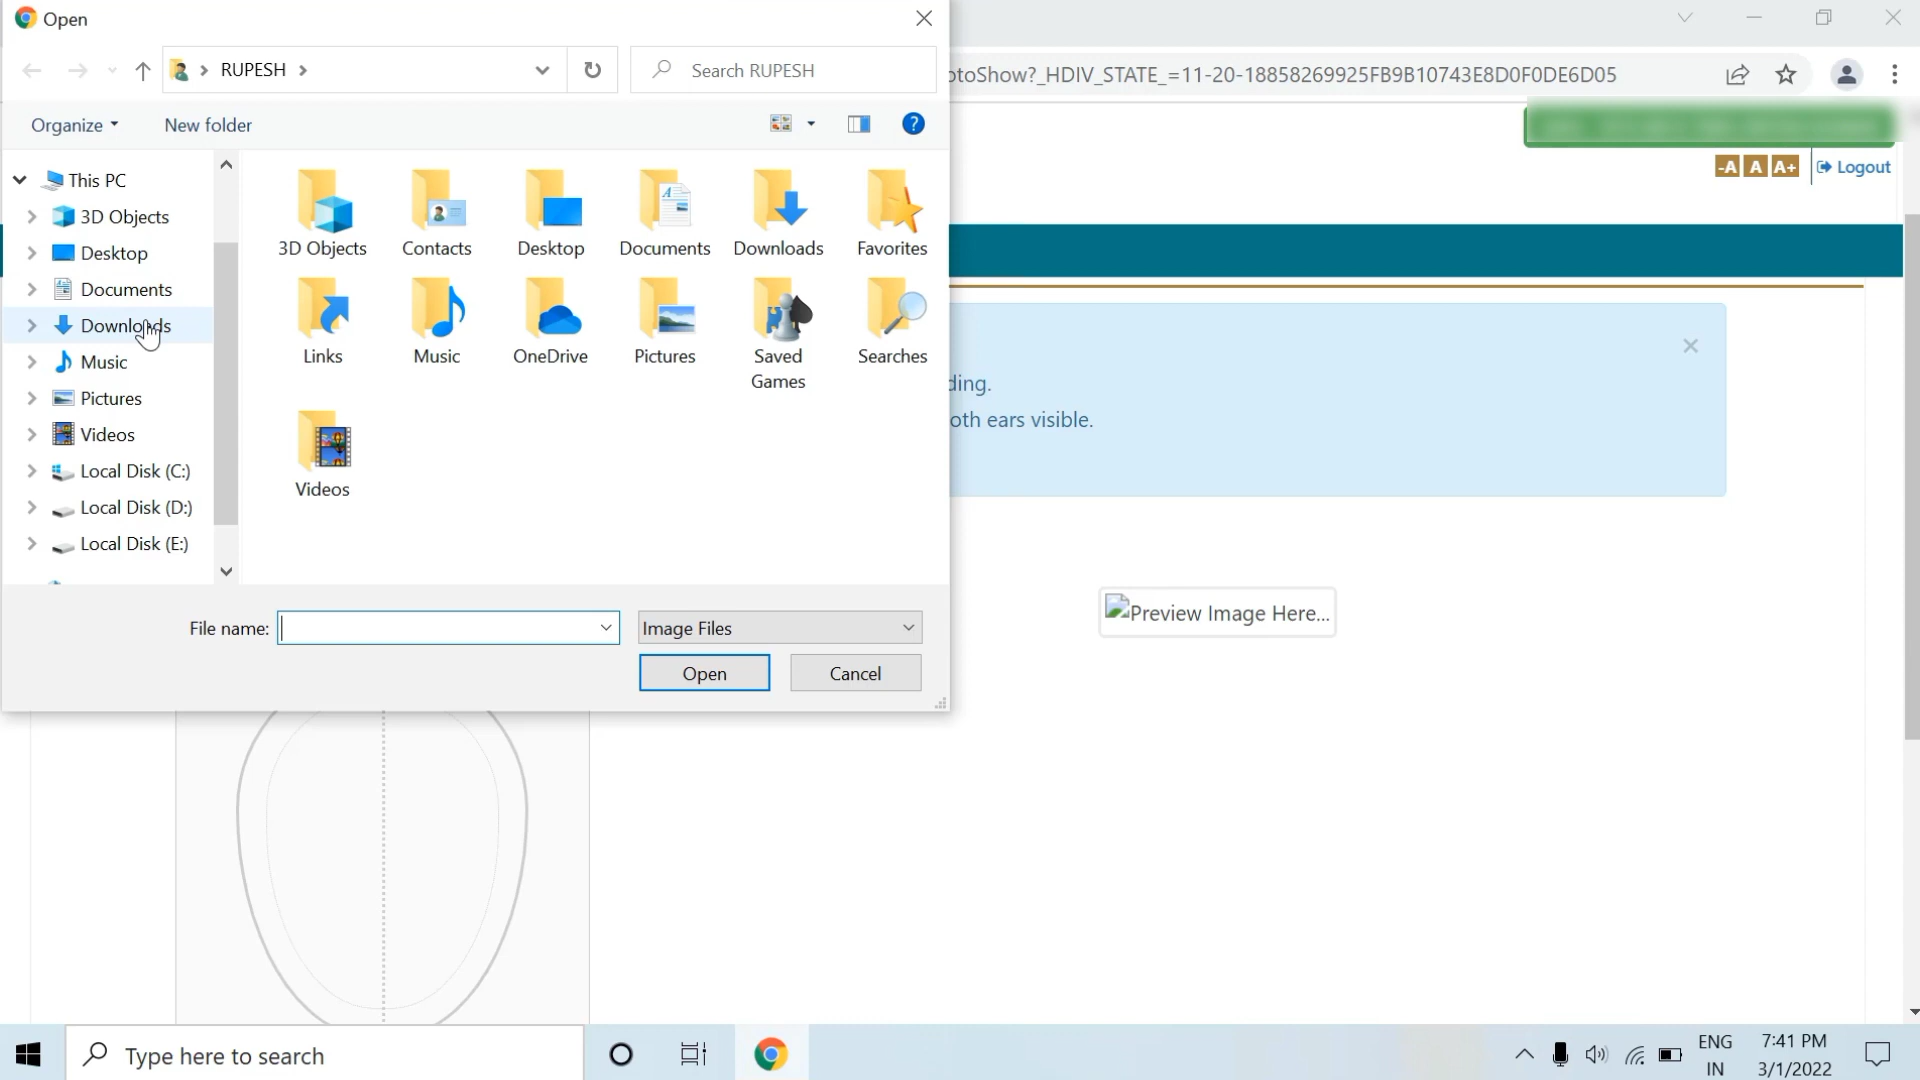 Open
RUPESH
Search RUPESH
otoShow?_HDIV_STATE_=11-20-18858269925FB9B10743E8D0F0DE6D05
Organize
New folder
?
-A A A+
Logout
This PC
3D Objects
Desktop
Documents
Downloads
Music
Pictures
Videos
Local Disk (C:)
Local Disk (D:)
Local Disk (E:)
3D Objects
Contacts
Desktop
Documents
Downloads
Favorites
Links
Music
OneDrive
Pictures
Saved
Games
Searches
Videos
ding.
oth ears visible.
File name:
Image Files
Open
Cancel
Preview Image Here...
Type here to search
ENG
IN
7:41 PM
3/1/2022